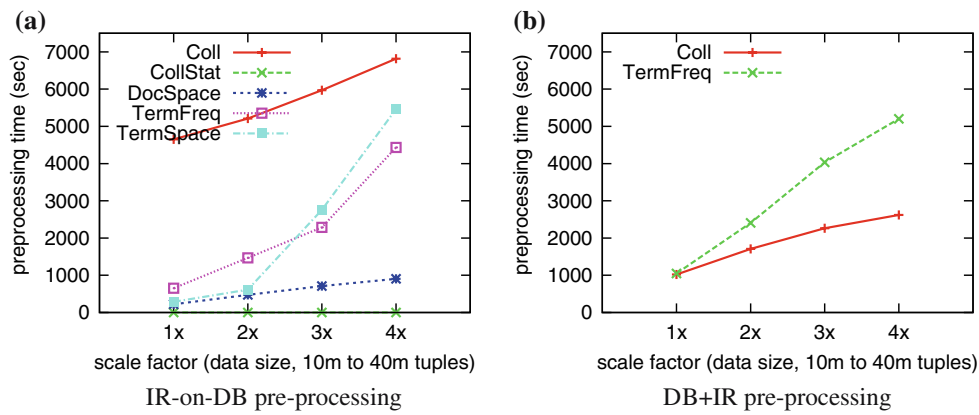 (a)
preprocessing time (sec)
7000
6000
5000
4000
3000
2000
1000
0
Coll
CollStat
DocSpace
TermFreq
TermSpace
1x 2x 3x 4x
scale factor (data size, 10m to 40m tuples)
IR-on-DB pre-processing
(b)
preprocessing time (sec)
7000
6000
5000
4000
3000
2000
1000
0
Coll
TermFreq
1x 2x 3x 4x
scale factor (data size, 10m to 40m tuples)
DB+IR pre-processing